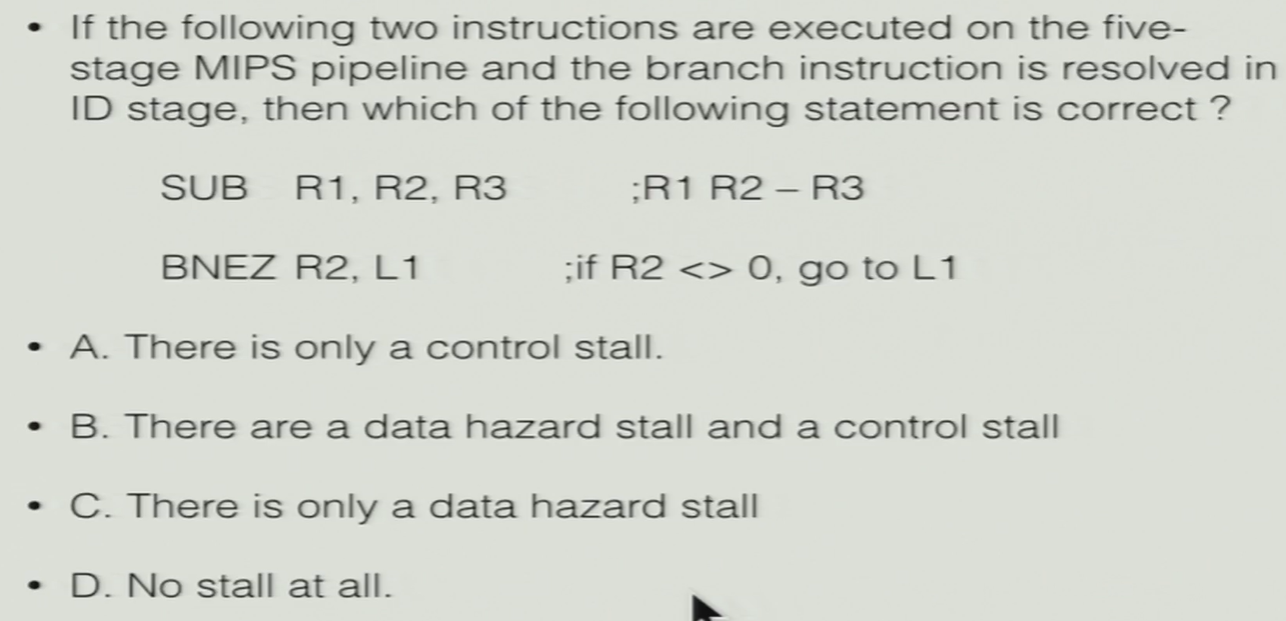 • If the following two instructions are executed on the five-
stage MIPS pipeline and the branch instruction is resolved in
ID stage, then which of the following statement is correct ?
SUB R1, R2, R3 ;R1 R2 – R3
BNEZ R2, L1 ;if R2 <> 0, go to L1
• A. There is only a control stall.
• B. There are a data hazard stall and a control stall
• C. There is only a data hazard stall
• D. No stall at all.